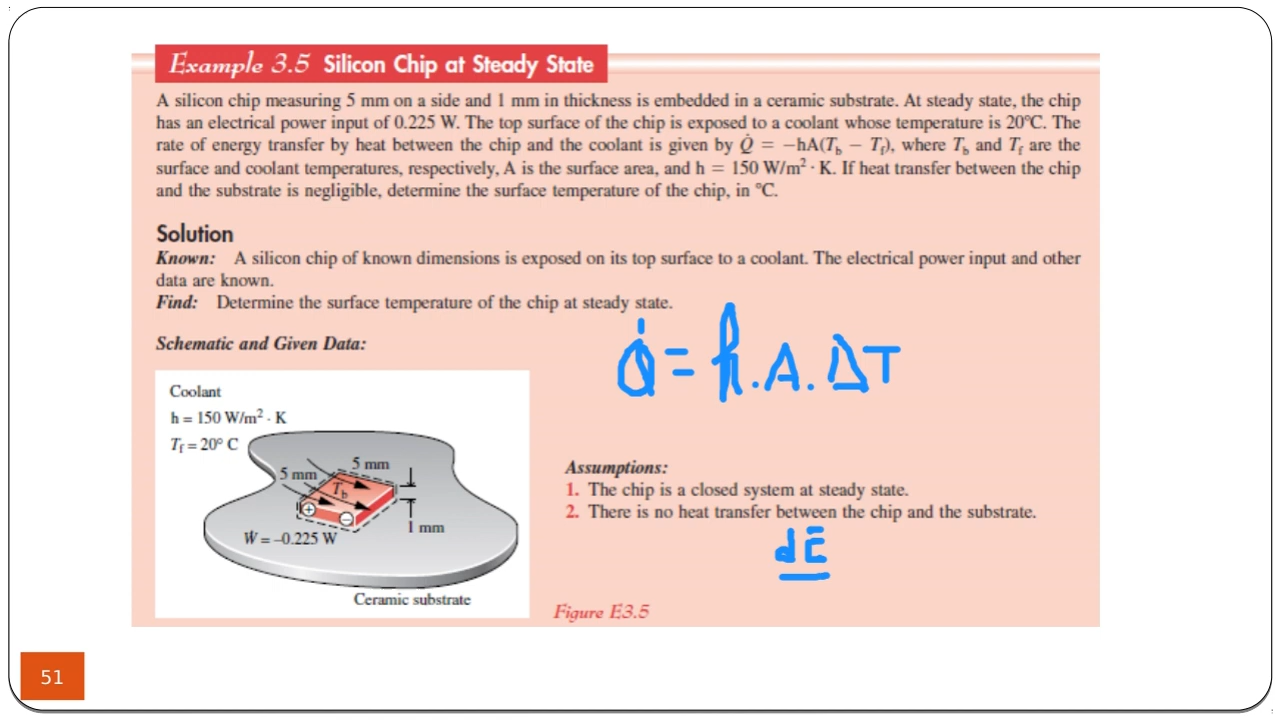 Example 3.5 Silicon Chip at Steady State
A silicon chip measuring 5 mm on a side and 1 mm in thickness is embedded in a ceramic substrate. At steady state, the chip
has an electrical power input of 0.225 W. The top surface of the chip is exposed to a coolant whose temperature is 20°C. The
rate of energy transfer by heat between the chip and the coolant is given by Q̇ = −hA(Tb − Tf), where Tb and Tf are the
surface and coolant temperatures, respectively, A is the surface area, and h = 150 W/m² · K. If heat transfer between the chip
and the substrate is negligible, determine the surface temperature of the chip, in °C.
Solution
Known: A silicon chip of known dimensions is exposed on its top surface to a coolant. The electrical power input and other
data are known.
Find: Determine the surface temperature of the chip at steady state.
Schematic and Given Data:
Q̇ = h.A.ΔT
Coolant
h = 150 W/m² · K
Tf = 20° C
5 mm
5 mm
Tb
+
−
1 mm
Ẇ = −0.225 W
Ceramic substrate
Assumptions:
1. The chip is a closed system at steady state.
2. There is no heat transfer between the chip and the substrate.
dE
Figure E3.5
51